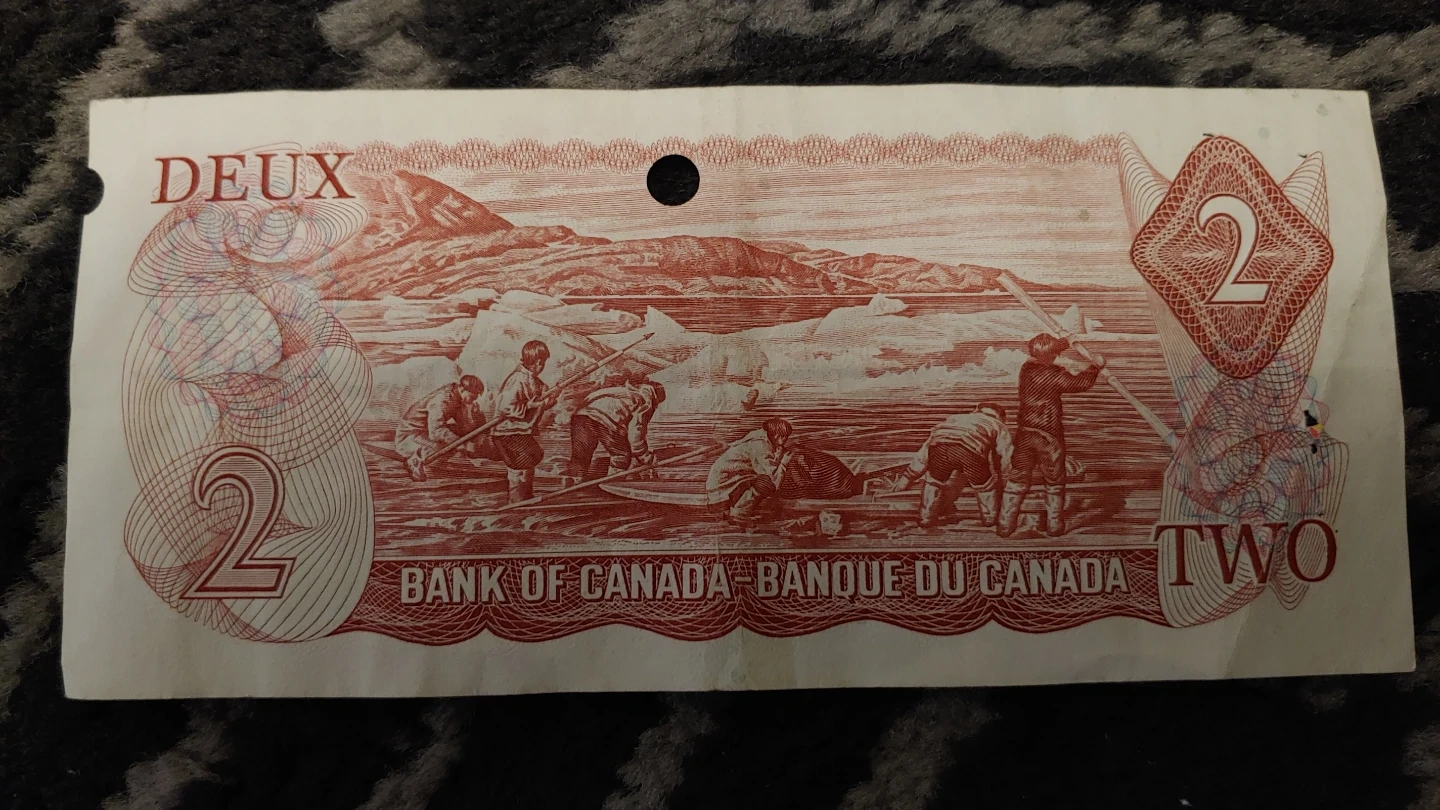 DEUX
2
2
TWO
BANK OF CANADA-BANQUE DU CANADA